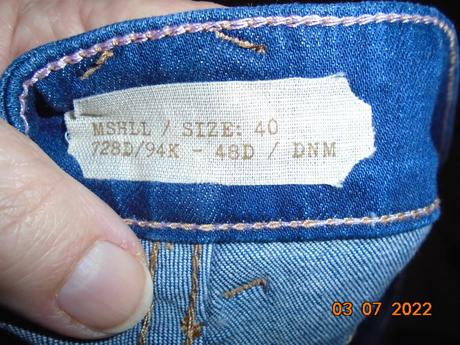 MSHLL / SIZE: 40
728D/94K - 48D / DNM
03 07 2022